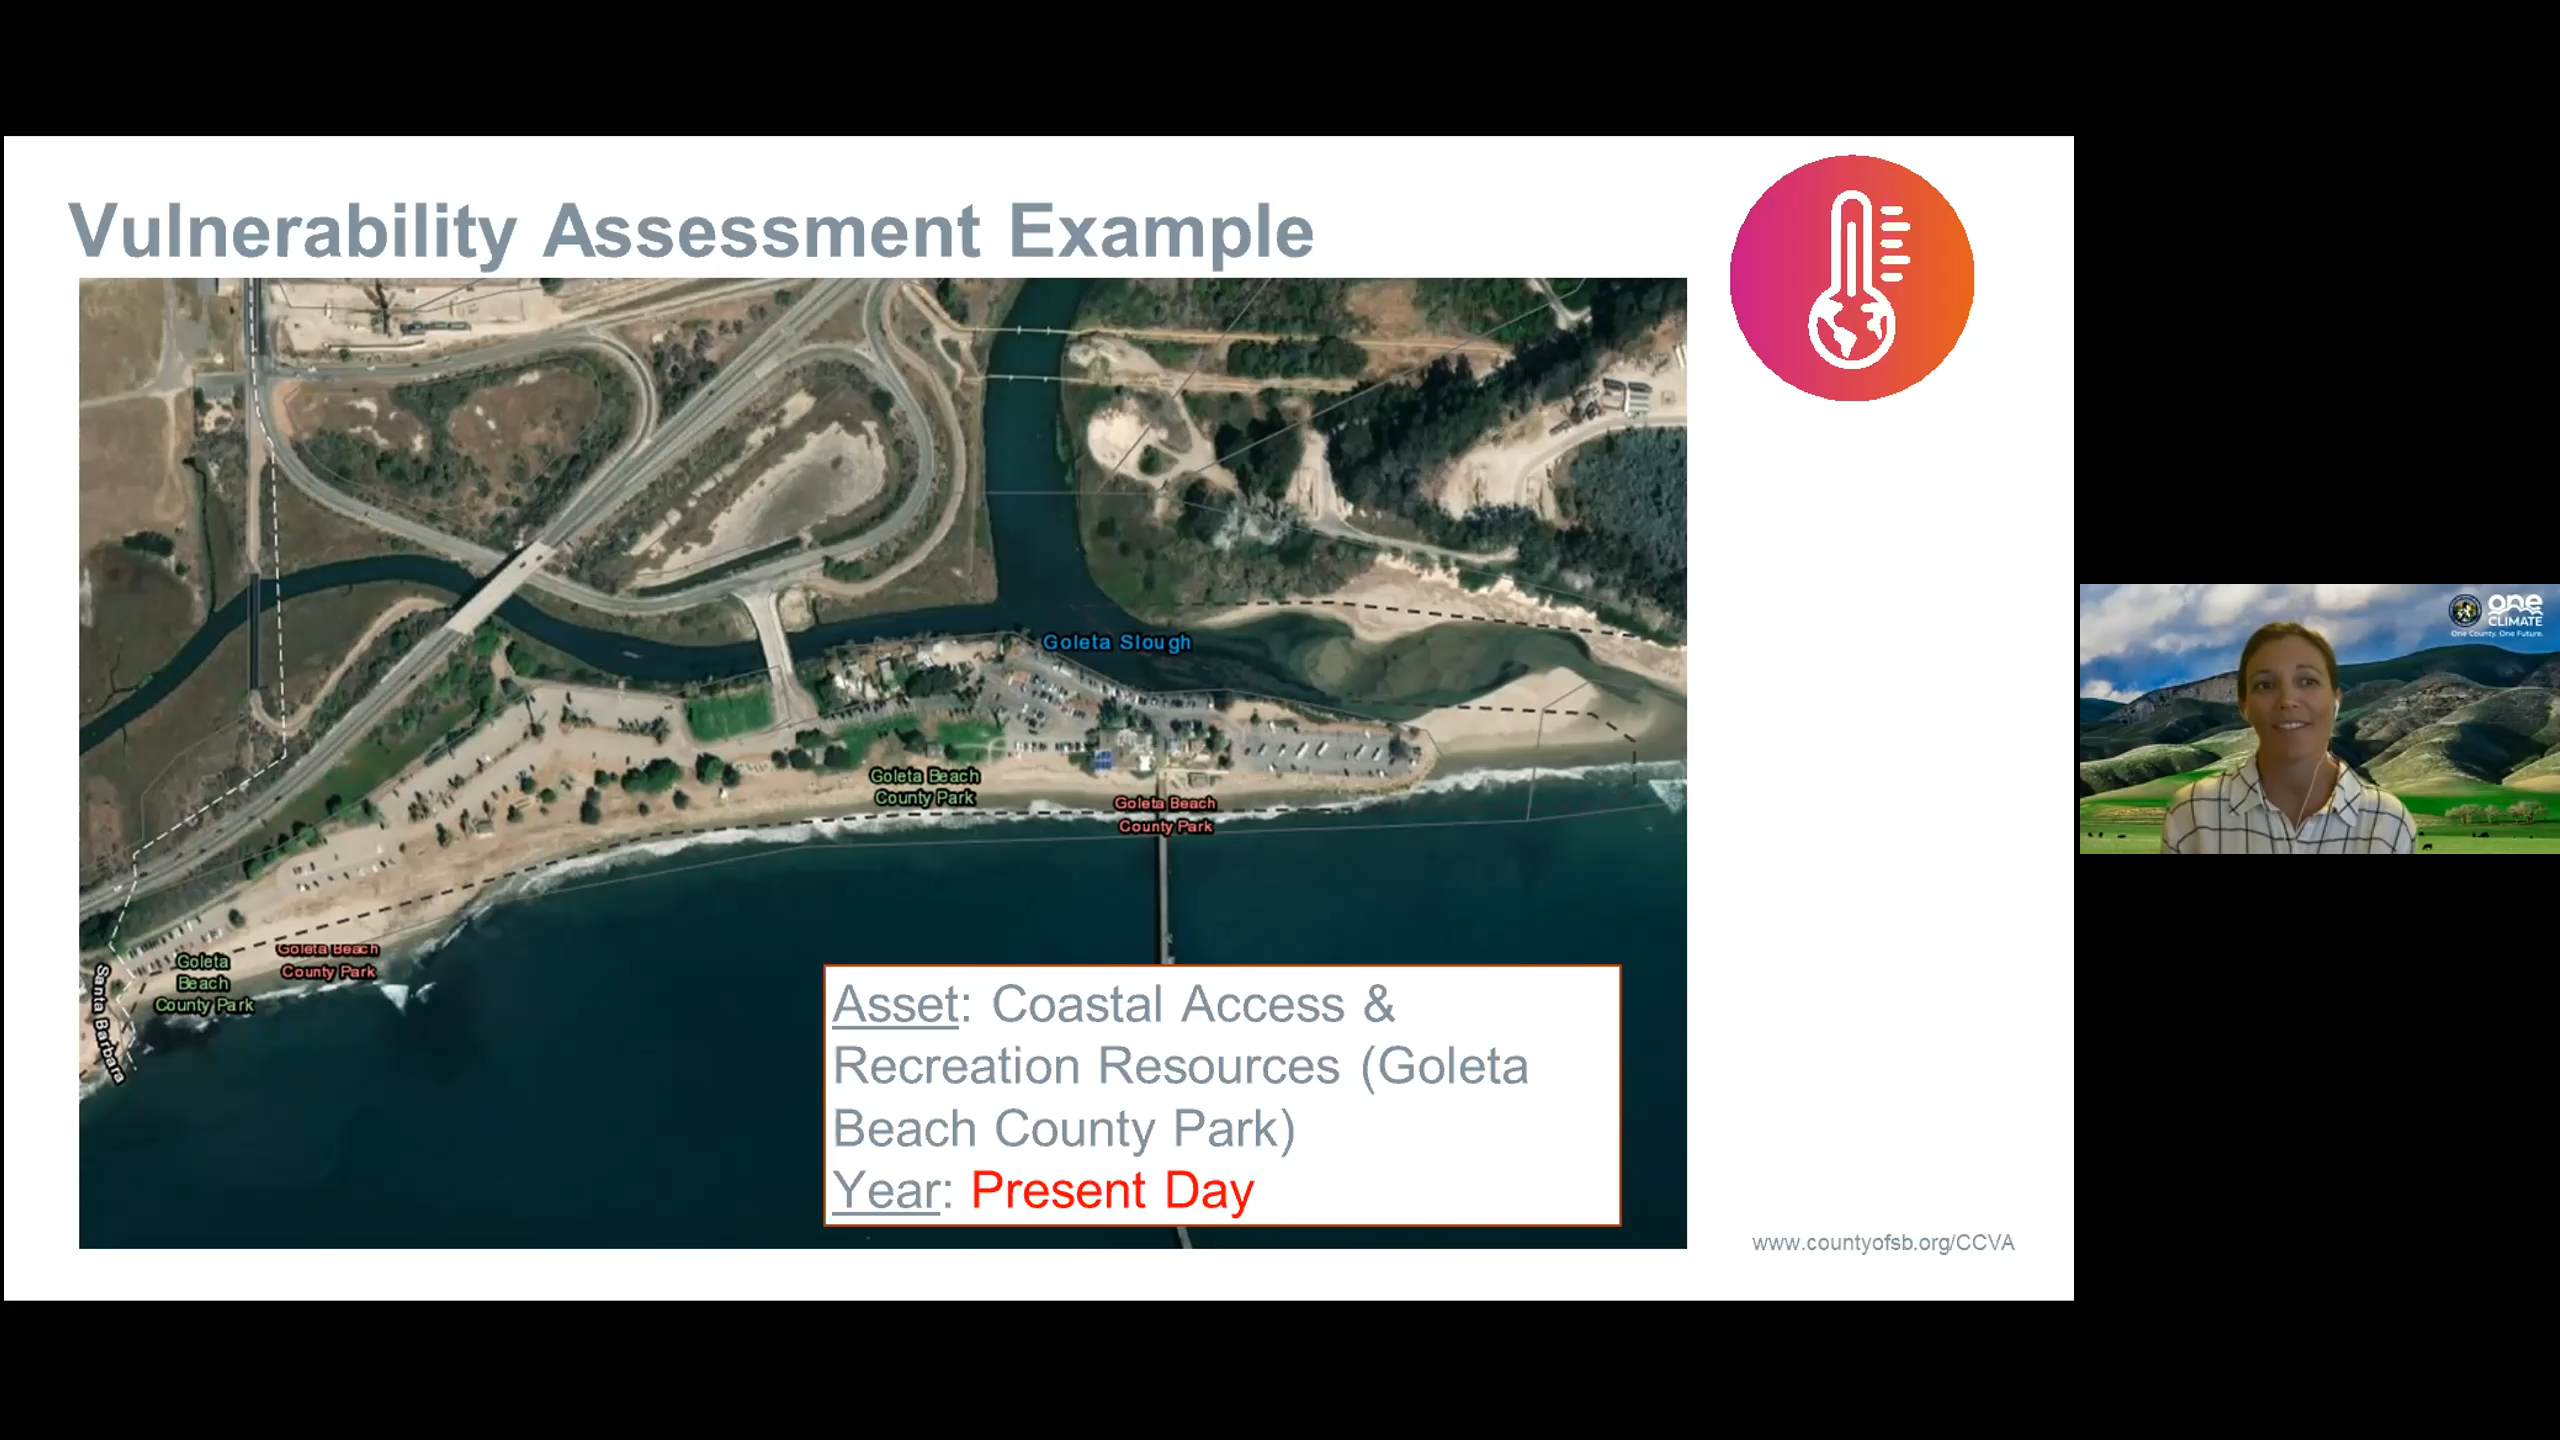 Vulnerability Assessment Example
Goleta Slough
Goleta Beach
County Park
Goleta Beach
County Park
Goleta Beach
County Park
Goleta
Beach
County Park
Santa Barbara
Asset: Coastal Access &
Recreation Resources (Goleta
Beach County Park)
Year: Present Day
www.countyofsb.org/CCVA
one
CLIMATE
One County. One Future.